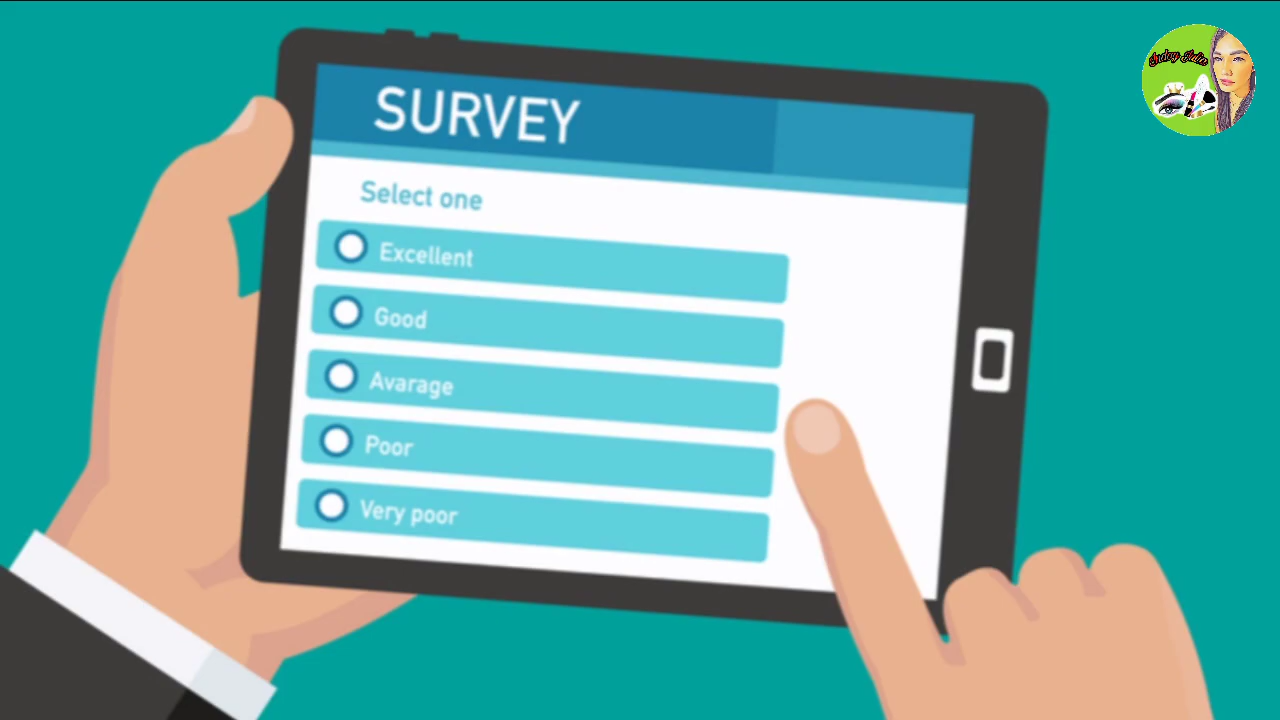 SURVEY
Select one
Excellent
Good
Avarage
Poor
Very poor